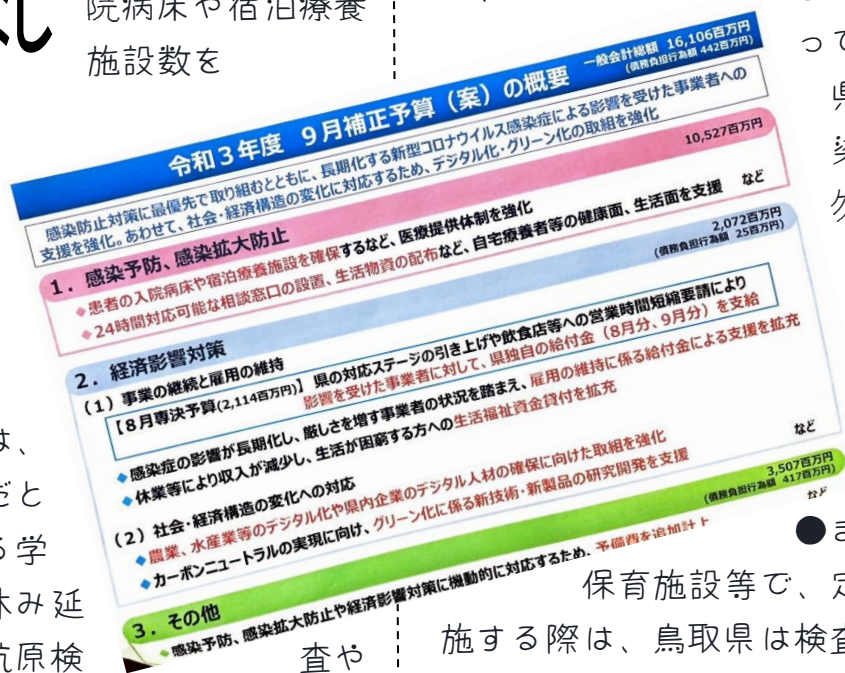 なし
院病床や宿泊療養
施設数を
って
県
染
令和3年度 9月補正予算(案)の概要
一般会計総額 16,106百万円
(債務負担行為額 442百万円)
感染防止対策に最優先で取り組むとともに、長期化する新型コロナウイルス感染症による影響を受けた事業者への
支援を強化。あわせて、社会・経済構造の変化に対応するため、デジタル化・グリーン化の取組を強化
1.感染予防、感染拡大防止
10,527百万円
◆患者の入院病床や宿泊療養施設を確保するなど、医療提供体制を強化
◆24時間対応可能な相談窓口の設置、生活物資の配布など、自宅療養者等の健康面、生活面を支援 など
2.経済影響対策
2,072百万円
(債務負担行為額 25百万円)
(1)事業の継続と雇用の維持
【8月専決予算(2,114百万円)】県の対応ステージの引き上げや飲食店等への営業時間短縮要請により
影響を受けた事業者に対して、県独自の給付金(8月分、9月分)を支給
◆感染症の影響が長期化し、厳しさを増す事業者の状況を踏まえ、雇用の維持に係る給付金による支援を拡充
◆休業等により収入が減少し、生活が困窮する方への生活福祉資金貸付を拡充
など
(2)社会・経済構造の変化への対応
◆農業、水産業等のデジタル化や県内企業のデジタル人材の確保に向けた取組を強化
◆カーボンニュートラルの実現に向け、グリーン化に係る新技術・新製品の研究開発を支援
など
3.その他
3,507百万円
(債務負担行為額 417百万円)
◆感染予防、感染拡大防止や経済影響対策に機動的に対応するため、予備費を追加計上
は、
だと
る学
休み延
抗原検
査や
●ま
保育施設等で、定
施する際は、鳥取県は検査